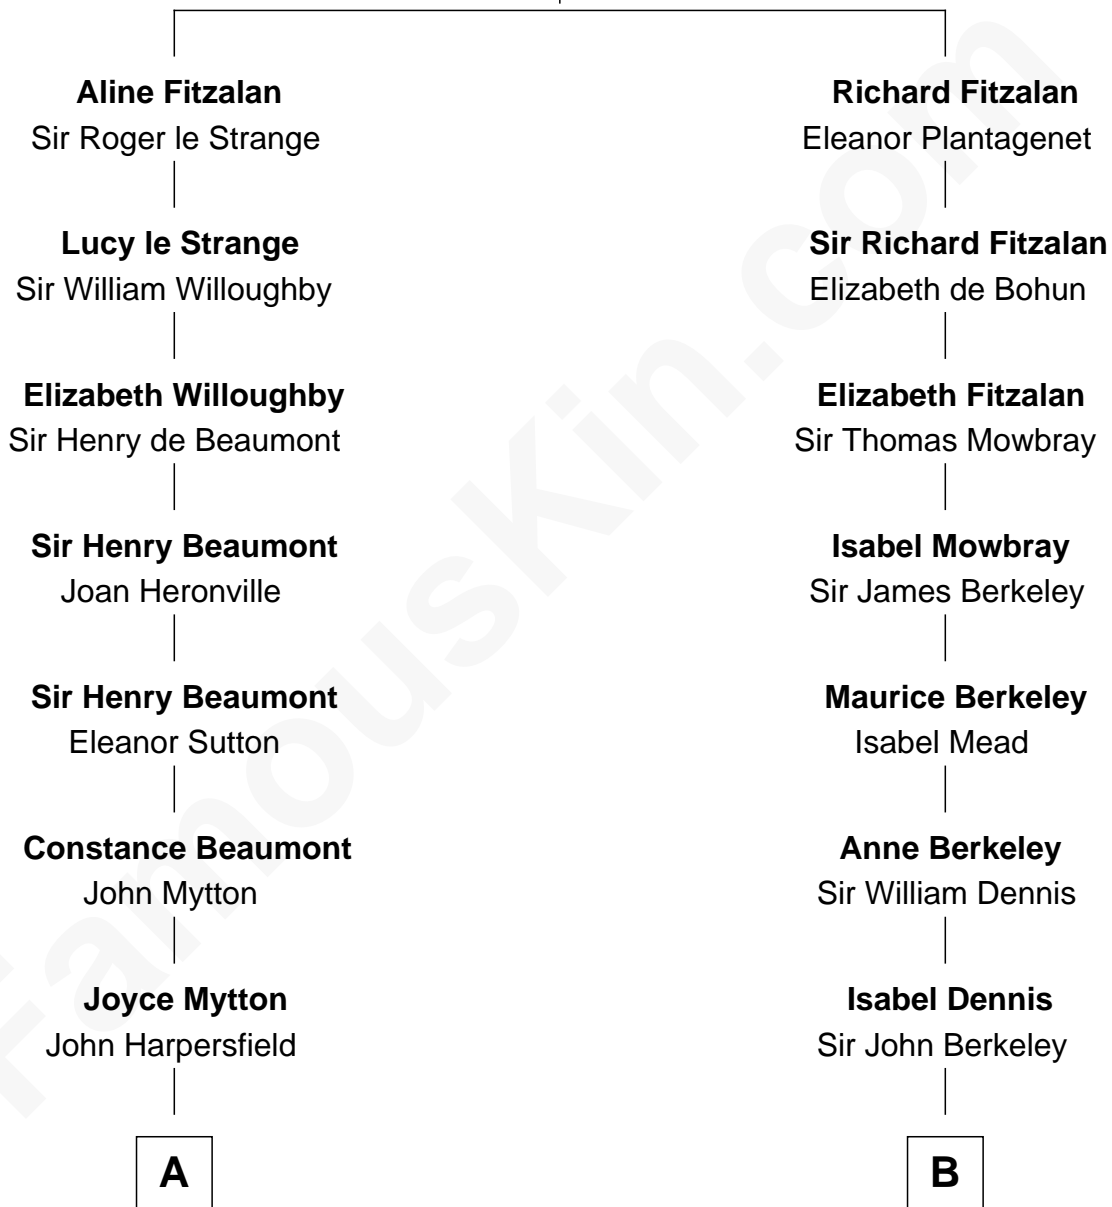 Aline Fitzalan
Sir Roger le Strange
Lucy le Strange
Sir William Willoughby
Elizabeth Willoughby
Sir Henry de Beaumont
Sir Henry Beaumont
Joan Heronville
Sir Henry Beaumont
Eleanor Sutton
Constance Beaumont
John Mytton
Joyce Mytton
John Harpersfield
A
Richard Fitzalan
Eleanor Plantagenet
Sir Richard Fitzalan
Elizabeth de Bohun
Elizabeth Fitzalan
Sir Thomas Mowbray
Isabel Mowbray
Sir James Berkeley
Maurice Berkeley
Isabel Mead
Anne Berkeley
Sir William Dennis
Isabel Dennis
Sir John Berkeley
B
FamousKin.com